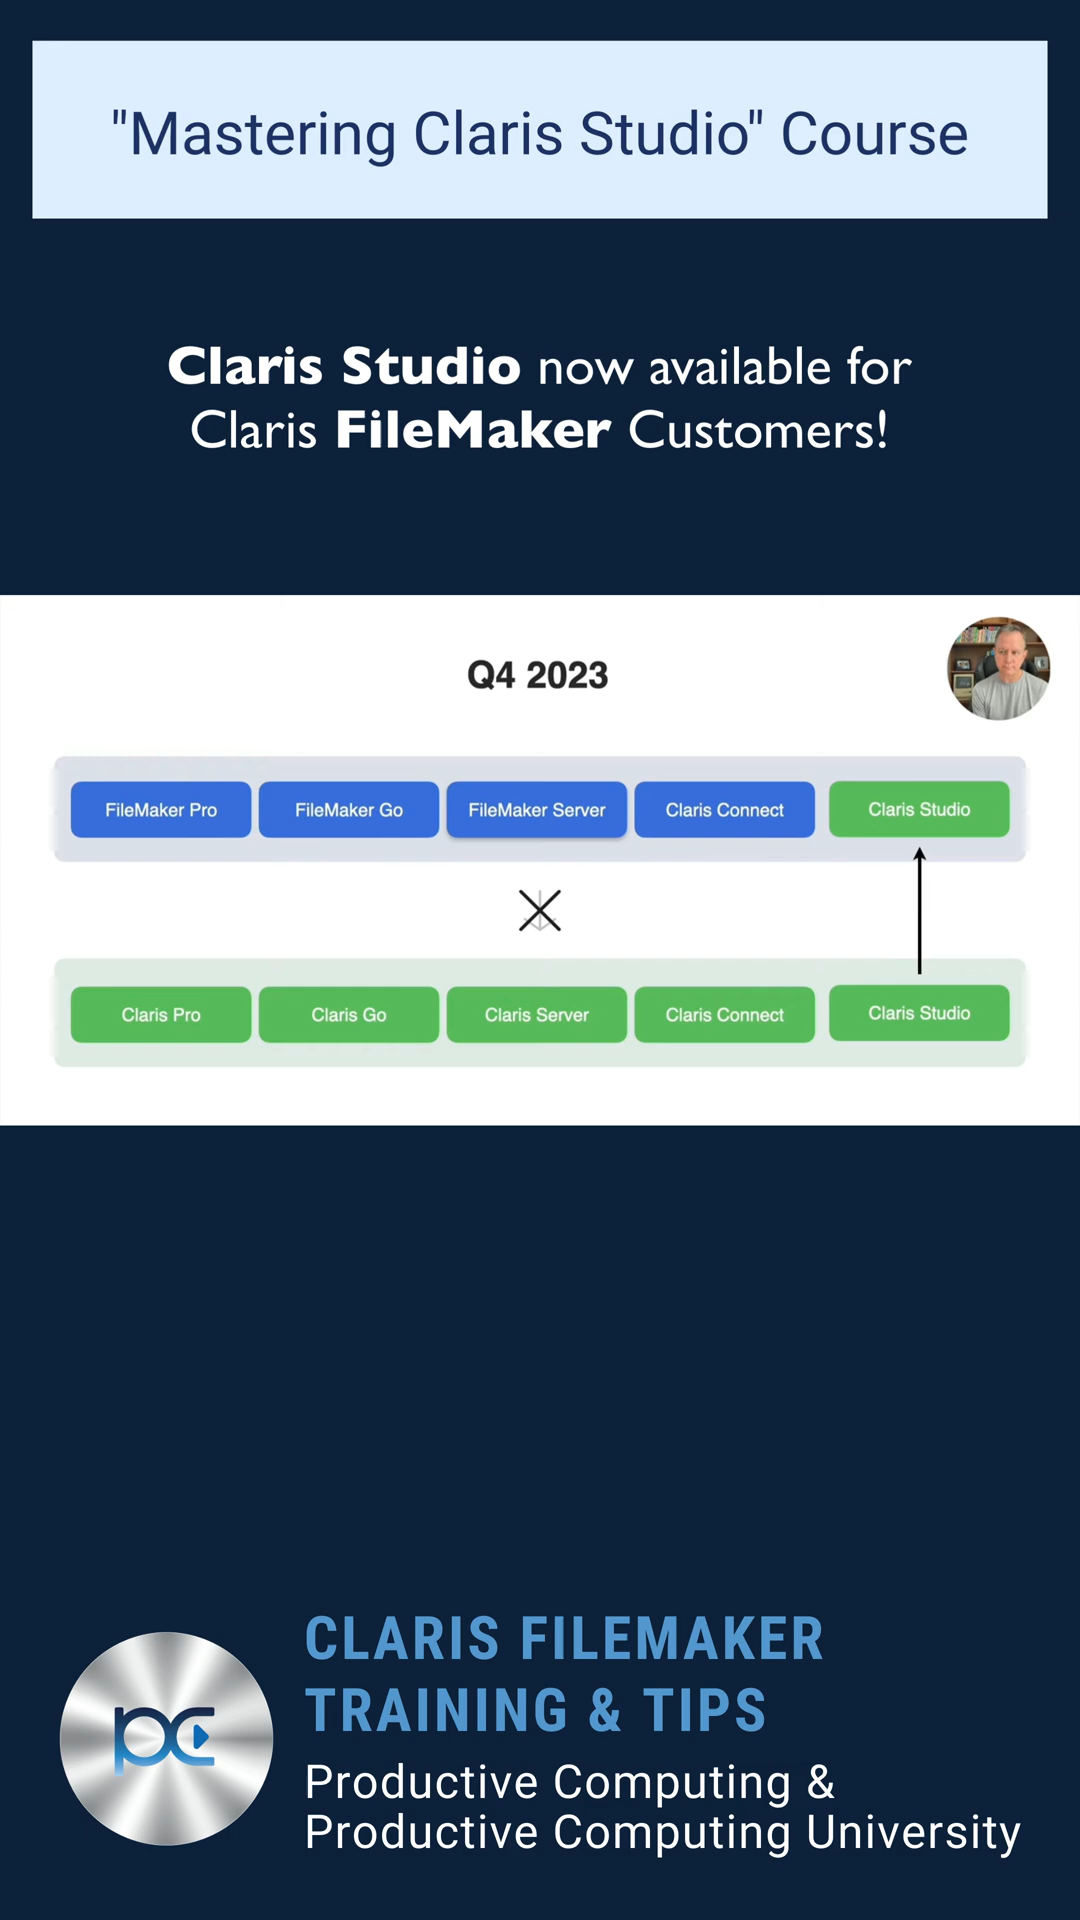 "Mastering Claris Studio" Course
Claris Studio now available for
Claris FileMaker Customers!
Q4 2023
FileMaker Pro
FileMaker Go
FileMaker Server
Claris Connect
Claris Studio
Claris Pro
Claris Go
Claris Server
Claris Connect
Claris Studio
CLARIS FILEMAKER
TRAINING & TIPS
pc
Productive Computing &
Productive Computing University